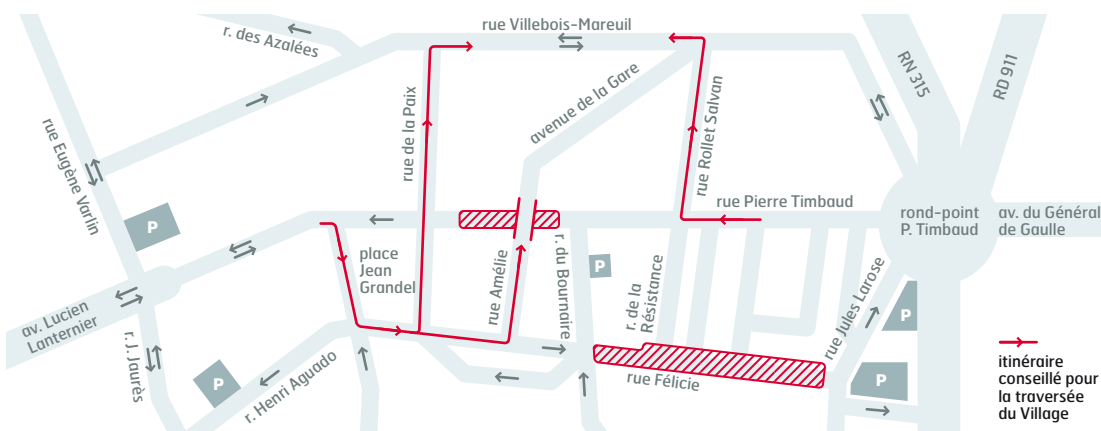 rue Villebois-Mareuil
r. des Azalées
RN 315
RD 911
avenue de la Gare
rue de la Paix
rue Eugène Varlin
rue Rollet Salvan
P
rue Pierre Timbaud
rond-point
P. Timbaud
av. du Général
de Gaulle
place
Jean
Grandel
rue Amélie
r. du Bournaire
P
r. de la
Résistance
rue Jules Larose
P
av. Lucien
Lanternier
r. J. Jaurès
P
r. Henri Aguado
rue Félicie
P
itinéraire
conseillé pour
la traversée
du Village